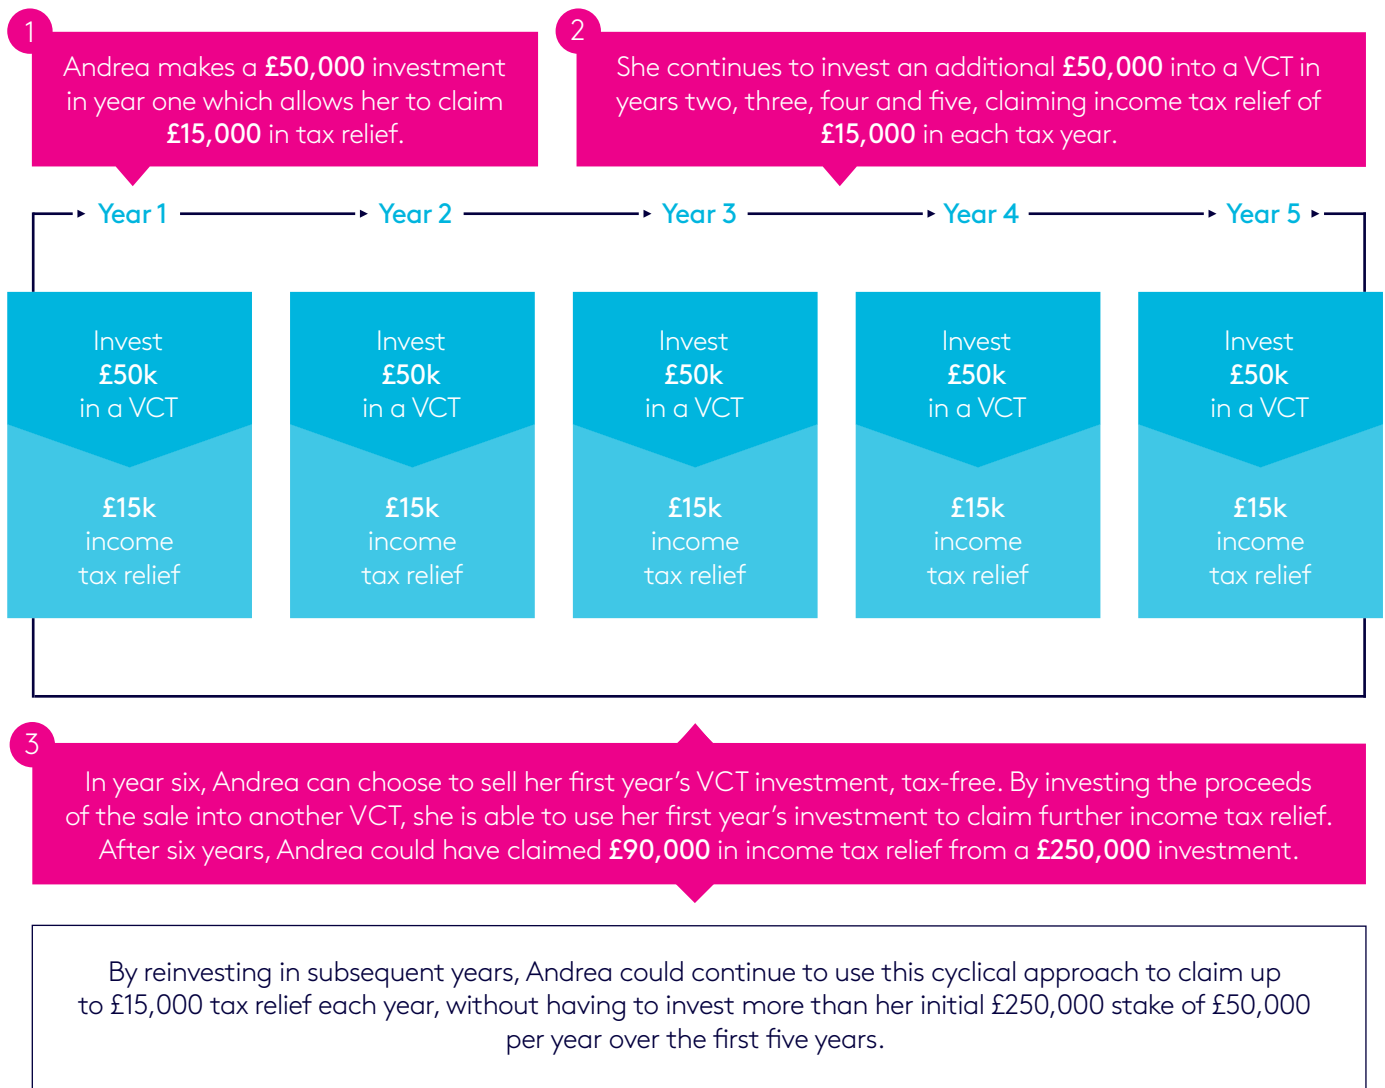 1
Andrea makes a £50,000 investment
in year one which allows her to claim
£15,000 in tax relief.
2
She continues to invest an additional £50,000 into a VCT in
years two, three, four and five, claiming income tax relief of
£15,000 in each tax year.
Year 1
Year 2
Year 3
Year 4
Year 5
Invest
£50k
in a VCT
£15k
income
tax relief
Invest
£50k
in a VCT
£15k
income
tax relief
Invest
£50k
in a VCT
£15k
income
tax relief
Invest
£50k
in a VCT
£15k
income
tax relief
Invest
£50k
in a VCT
£15k
income
tax relief
3
In year six, Andrea can choose to sell her first year's VCT investment, tax-free. By investing the proceeds
of the sale into another VCT, she is able to use her first year's investment to claim further income tax relief.
After six years, Andrea could have claimed £90,000 in income tax relief from a £250,000 investment.
By reinvesting in subsequent years, Andrea could continue to use this cyclical approach to claim up
to £15,000 tax relief each year, without having to invest more than her initial £250,000 stake of £50,000
per year over the first five years.